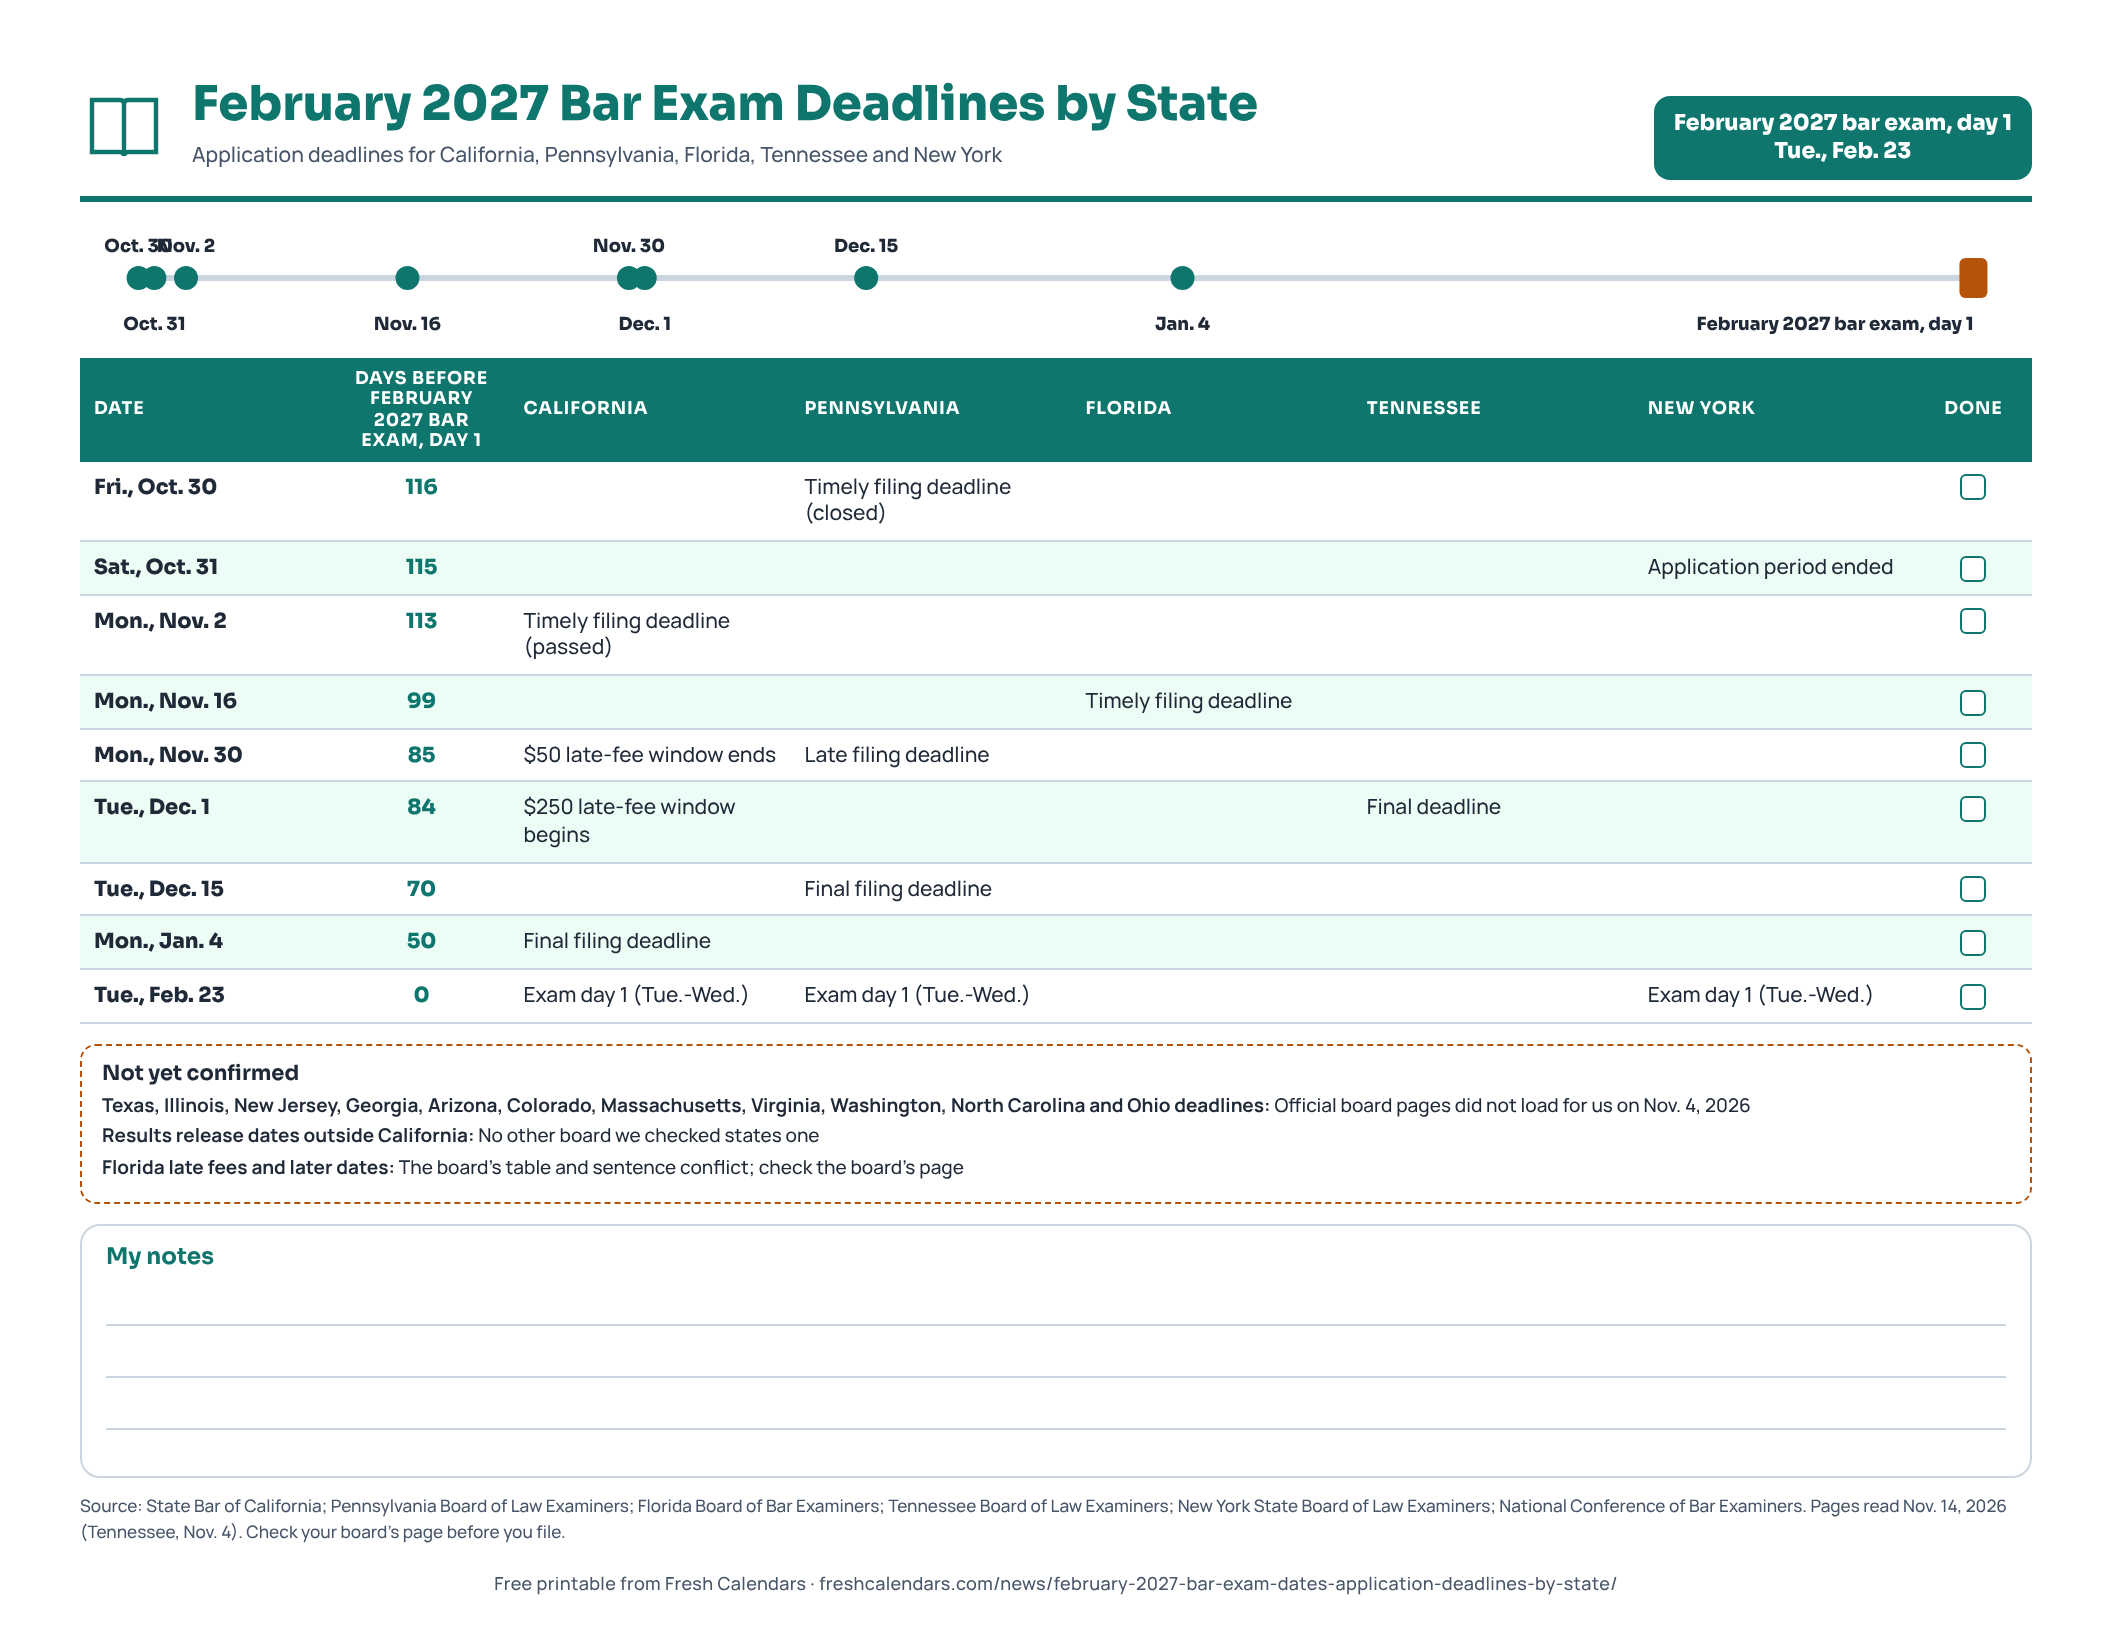 February 2027 Bar Exam Deadlines by State
Application deadlines for California, Pennsylvania, Florida, Tennessee and New York
February 2027 bar exam, day 1
Tue., Feb. 23
Oct. 30 Nov. 2 Nov. 30 Dec. 15
Oct. 31 Nov. 16 Dec. 1 Jan. 4 February 2027 bar exam, day 1
DATE DAYS BEFORE FEBRUARY 2027 BAR EXAM, DAY 1 CALIFORNIA PENNSYLVANIA FLORIDA TENNESSEE NEW YORK DONE
Fri., Oct. 30 116 Timely filing deadline (closed)
Sat., Oct. 31 115 Application period ended
Mon., Nov. 2 113 Timely filing deadline (passed)
Mon., Nov. 16 99 Timely filing deadline
Mon., Nov. 30 85 $50 late-fee window ends Late filing deadline
Tue., Dec. 1 84 $250 late-fee window begins Final deadline
Tue., Dec. 15 70 Final filing deadline
Mon., Jan. 4 50 Final filing deadline
Tue., Feb. 23 0 Exam day 1 (Tue.-Wed.) Exam day 1 (Tue.-Wed.) Exam day 1 (Tue.-Wed.)
Not yet confirmed
Texas, Illinois, New Jersey, Georgia, Arizona, Colorado, Massachusetts, Virginia, Washington, North Carolina and Ohio deadlines: Official board pages did not load for us on Nov. 4, 2026
Results release dates outside California: No other board we checked states one
Florida late fees and later dates: The board's table and sentence conflict; check the board's page
My notes
Source: State Bar of California; Pennsylvania Board of Law Examiners; Florida Board of Bar Examiners; Tennessee Board of Law Examiners; New York State Board of Law Examiners; National Conference of Bar Examiners. Pages read Nov. 14, 2026
(Tennessee, Nov. 4). Check your board's page before you file.
Free printable from Fresh Calendars · freshcalendars.com/news/february-2027-bar-exam-dates-application-deadlines-by-state/